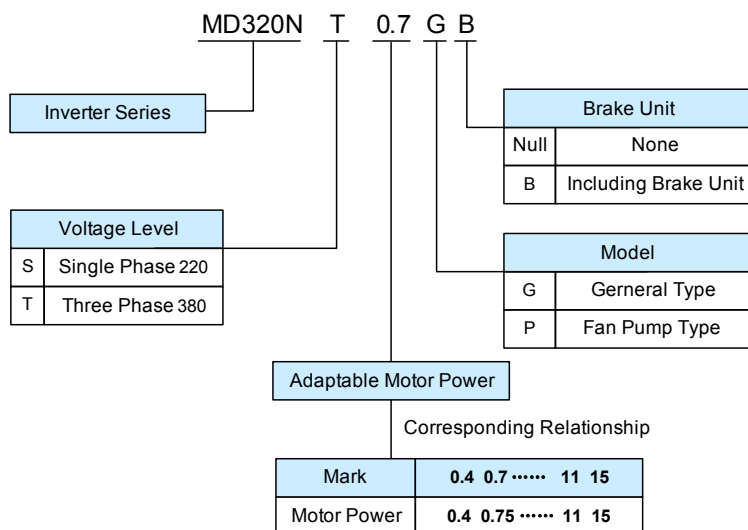 MD320N T 0.7 G B
Inverter Series
Brake Unit
Null None
B Including Brake Unit
Voltage Level
S Single Phase 220
T Three Phase 380
Model
G Gerneral Type
P Fan Pump Type
Adaptable Motor Power
Corresponding Relationship
Mark 0.4 0.7 ······ 11 15
Motor Power 0.4 0.75 ······ 11 15